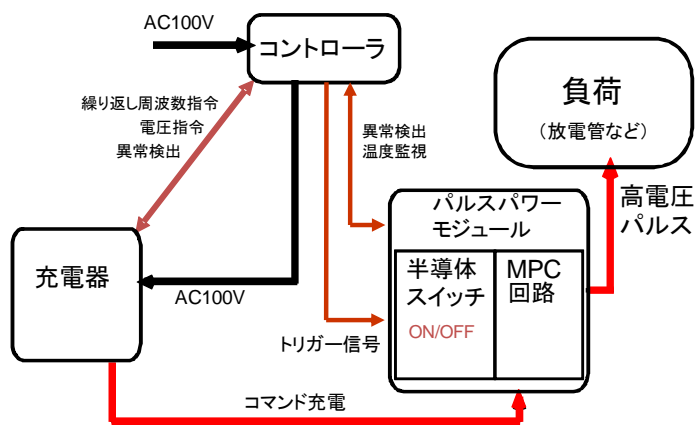 AC100V
コントローラ
繰り返し周波数指令
電圧指令
異常検出
異常検出
温度監視
負荷
（放電管など）
高電圧
パルス
パルスパワー
モジュール
充電器
AC100V
半導体
スイッチ
ON/OFF
MPC
回路
トリガー信号
コマンド充電